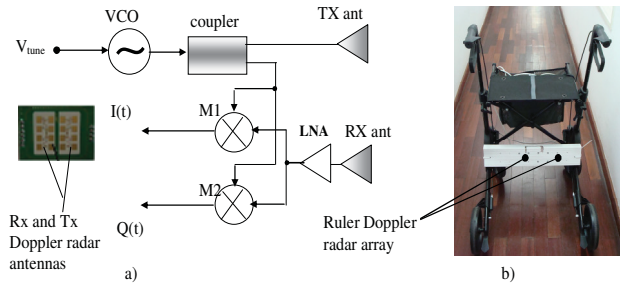 VCO
coupler
TX ant
V_tune
I(t)
M1
LNA
RX ant
M2
Q(t)
Rx and Tx
Doppler radar
antennas
a)
Ruler Doppler
radar array
b)